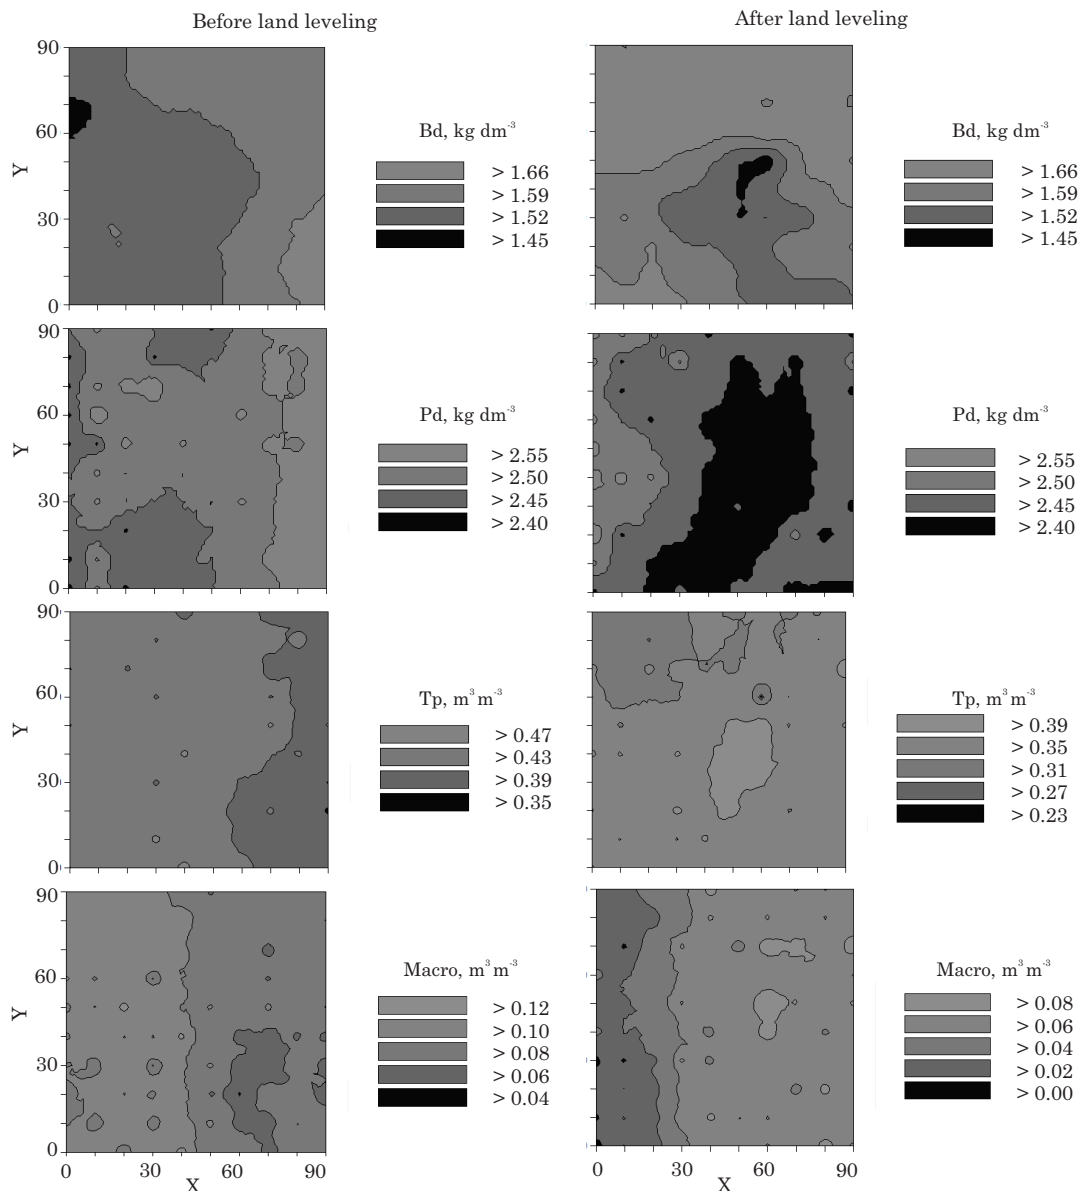 Before land leveling
After land leveling
90
60
30
0
Y
Bd, kg dm⁻³
> 1.66
> 1.59
> 1.52
> 1.45
Bd, kg dm⁻³
> 1.66
> 1.59
> 1.52
> 1.45
90
60
30
0
Y
Pd, kg dm⁻³
> 2.55
> 2.50
> 2.45
> 2.40
Pd, kg dm⁻³
> 2.55
> 2.50
> 2.45
> 2.40
90
60
30
0
Y
Tp, m³ m⁻³
> 0.47
> 0.43
> 0.39
> 0.35
Tp, m³ m⁻³
> 0.39
> 0.35
> 0.31
> 0.27
> 0.23
90
60
30
0
Y
Macro, m³ m⁻³
> 0.12
> 0.10
> 0.08
> 0.06
> 0.04
Macro, m³ m⁻³
> 0.08
> 0.06
> 0.04
> 0.02
> 0.00
0 30 60 90
X
0 30 60 90
X